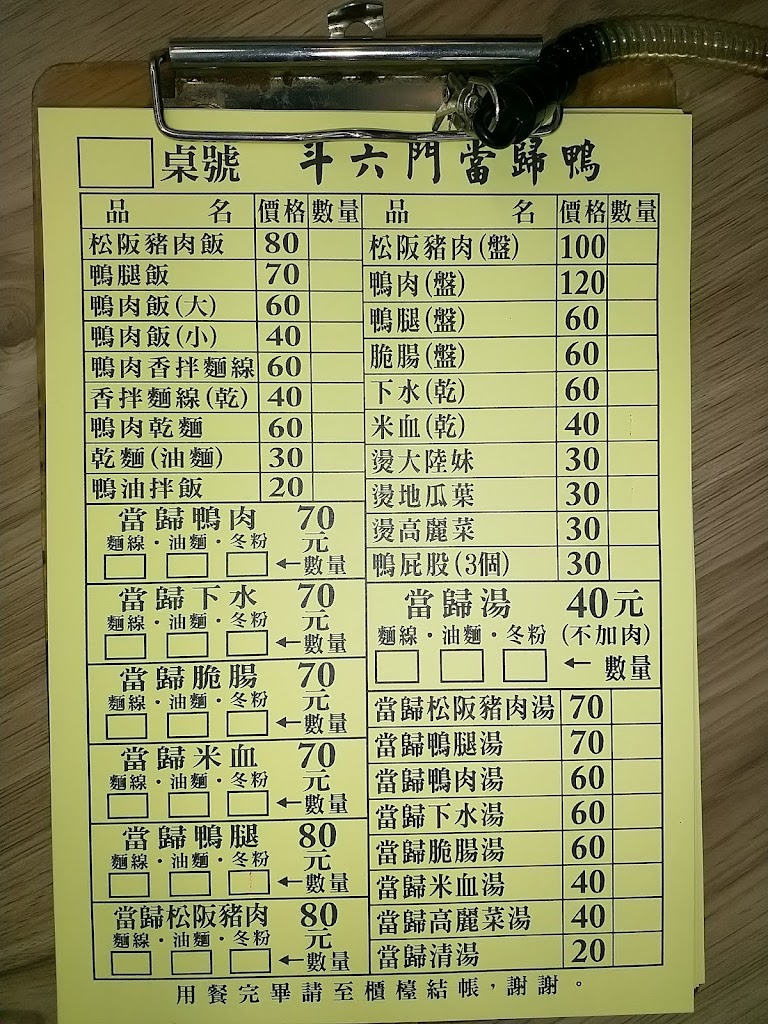 桌號 斗六門當歸鴨
品名 價格 數量
松阪豬肉飯 80
鴨腿飯 70
鴨肉飯(大) 60
鴨肉飯(小) 40
鴨肉香拌麵線 60
香拌麵線(乾) 40
鴨肉乾麵 60
乾麵(油麵) 30
鴨油拌飯 20
當歸鴨肉 70元
麵線・油麵・冬粉
←數量
當歸下水 70元
麵線・油麵・冬粉
←數量
當歸脆腸 70元
麵線・油麵・冬粉
←數量
當歸米血 70元
麵線・油麵・冬粉
←數量
當歸鴨腿 80元
麵線・油麵・冬粉
←數量
當歸松阪豬肉 80元
麵線・油麵・冬粉
←數量
品名 價格 數量
松阪豬肉(盤) 100
鴨肉(盤) 120
鴨腿(盤) 60
脆腸(盤) 60
下水(乾) 60
米血(乾) 40
燙大陸妹 30
燙地瓜葉 30
燙高麗菜 30
鴨屁股(3個) 30
當歸湯 40元
麵線・油麵・冬粉 (不加肉)
←數量
當歸松阪豬肉湯 70
當歸鴨腿湯 70
當歸鴨肉湯 60
當歸下水湯 60
當歸脆腸湯 60
當歸米血湯 40
當歸高麗菜湯 40
當歸清湯 20
用餐完畢請至櫃檯結帳，謝謝。